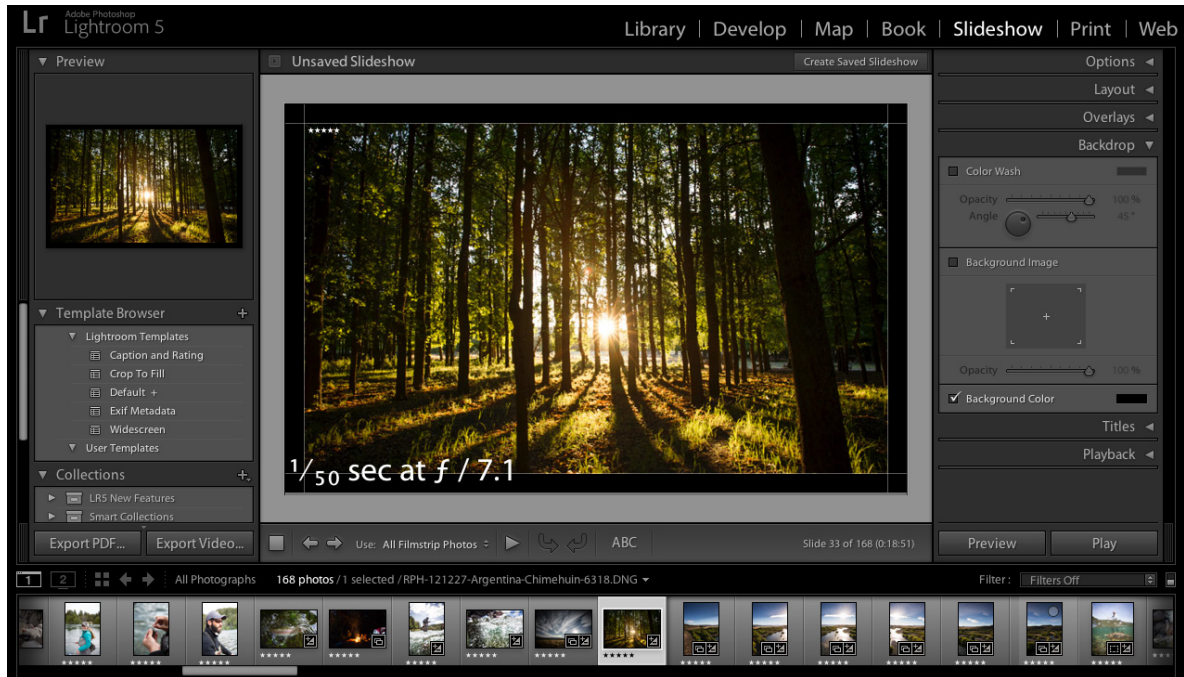 Lr Adobe Photoshop
Lightroom 5
Library | Develop | Map | Book | Slideshow | Print | Web
Preview
Unsaved Slideshow
Create Saved Slideshow
★★★★★
1/50 sec at ƒ / 7.1
Template Browser +
Lightroom Templates
Caption and Rating
Crop To Fill
Default +
Exif Metadata
Widescreen
User Templates
Collections +
LR5 New Features
Smart Collections
Export PDF...
Export Video...
Use: All Filmstrip Photos
ABC
Slide 33 of 168 (0:18:51)
Options
Layout
Overlays
Backdrop
Color Wash
Opacity 100 %
Angle 45 °
Background Image
Opacity 100 %
Background Color
Titles
Playback
Preview
Play
1 2
All Photographs
168 photos / 1 selected / RPH-121227-Argentina-Chimehuin-6318.DNG
Filter : Filters Off